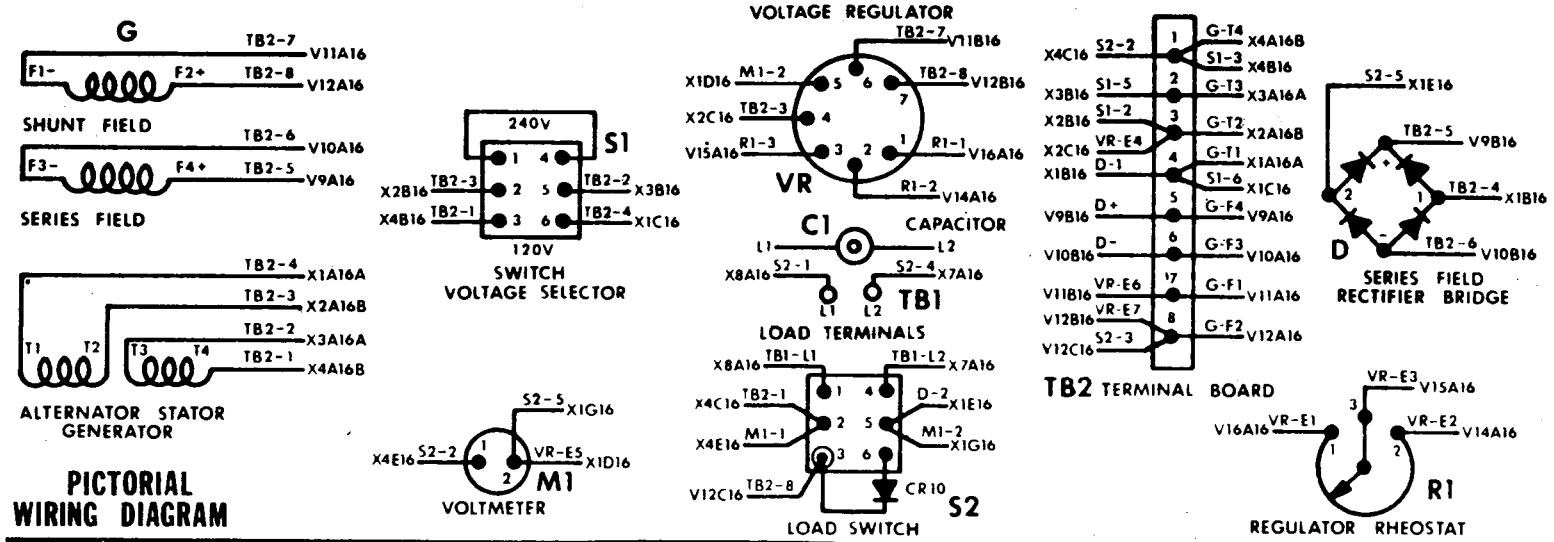 G
TB2-7 V11A16
F1- F2+ TB2-8 V12A16
SHUNT FIELD
TB2-6 V10A16
F3- F4+ TB2-5 V9A16
SERIES FIELD
TB2-4 X1A16A
TB2-3 X2A16B
TB2-2 X3A16A
T1 T2 T3 T4 TB2-1 X4A16B
ALTERNATOR STATOR
GENERATOR
PICTORIAL
WIRING DIAGRAM
240V
S1
1 4
X2B16 TB2-3 2 5 TB2-2 X3B16
X4B16 TB2-1 3 6 TB2-4 X1C16
120V
SWITCH
VOLTAGE SELECTOR
S2-5 X1G16
X4E16 S2-2 1 2 VR-E5 X1D16
M1
VOLTMETER
VOLTAGE REGULATOR
TB2-7 V11B16
X1D16 M1-2 5 6 7 TB2-8 V12B16
X2C16 TB2-3 4
V15A16 R1-3 3 2 1 R1-1 V16A16
VR
R1-2 V14A16
C1 CAPACITOR
L1 L2
X8A16 S2-1 S2-4 X7A16
L1 L2 TB1
LOAD TERMINALS
X8A16 TB1-L1 TB1-L2 X7A16
1 4
X4C16 TB2-1 D-2 X1E16
2 5
X4E16 M1-1 M1-2 X1G16
3 6
V12C16 TB2-8 CR10 S2
LOAD SWITCH
X4C16 S2-2 1 G-T4 X4A16B
S1-3 X4B16
X3B16 S1-5 2 G-T3 X3A16A
X2B16 S1-2 3 G-T2 X2A16B
X2C16 VR-E4
X1B16 D-1 4 G-T1 X1A16A
S1-6 X1C16
V9B16 D+ 5 G-F4 V9A16
V10B16 D- 6 G-F3 V10A16
V11B16 VR-E6 17 G-F1 V11A16
V12B16 VR-E7 8 G-F2 V12A16
V12C16 S2-3
TB2 TERMINAL BOARD
S2-5 X1E16
TB2-5 V9B16
+
2 1 TB2-4 X1B16
-
D TB2-6 V10B16
SERIES FIELD
RECTIFIER BRIDGE
VR-E3 V15A16
3
V16A16 VR-E1 VR-E2 V14A16
1 2
R1
REGULATOR RHEOSTAT